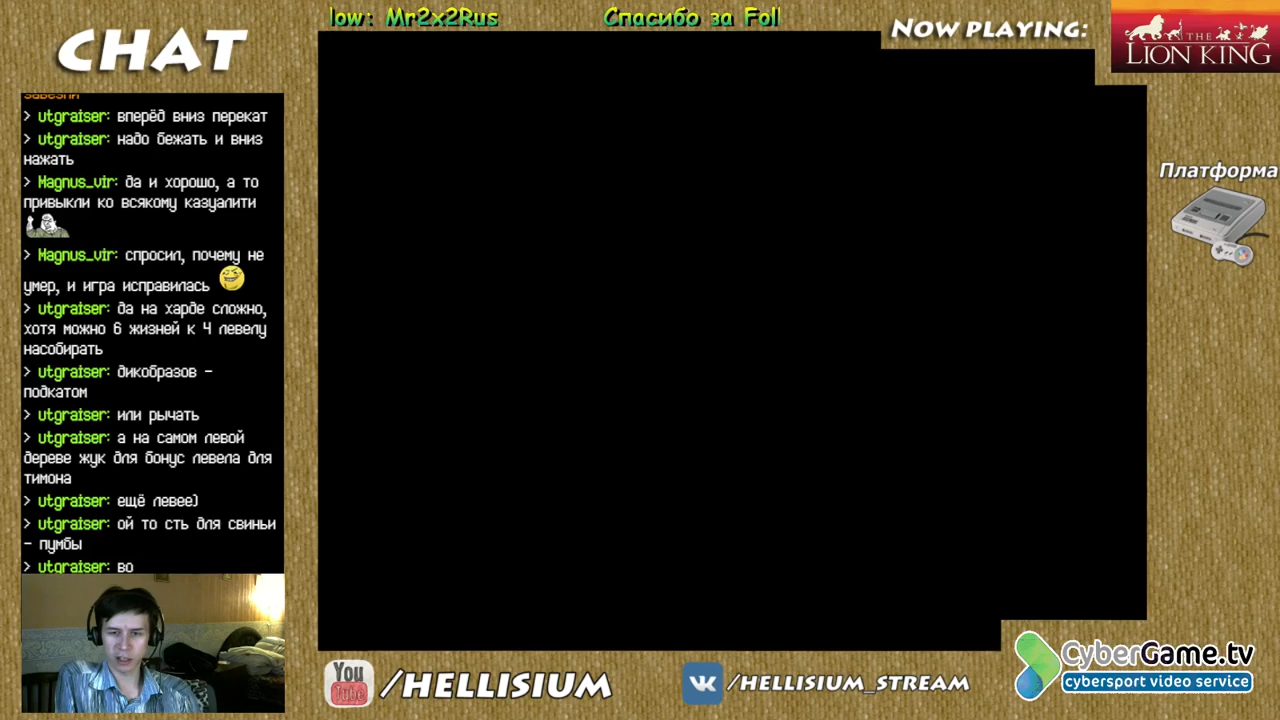 low: Mr2x2Rus Спасибо за Foll
CHAT
NOW PLAYING:
THE
LION KING
> utgraiser: вперёд вниз перекат
> utgraiser: надо бежать и вниз
нажать
> Magnus_vir: да и хорошо, а то
привыкли ко всякому казуалити
> Magnus_vir: спросил, почему не
умер, и игра исправилась
> utgraiser: да на харде сложно,
хотя можно 6 жизней к 4 левелу
насобирать
> utgraiser: дикобразов -
подкатом
> utgraiser: или рычать
> utgraiser: а на самом левой
дереве жук для бонус левела для
тимона
> utgraiser: ещё левее)
> utgraiser: ой то сть для свиньи
- пумбы
> utgraiser: во
Платформа
You
Tube
/HELLISIUM
/HELLISIUM_STREAM
CyberGame.tv
cybersport video service